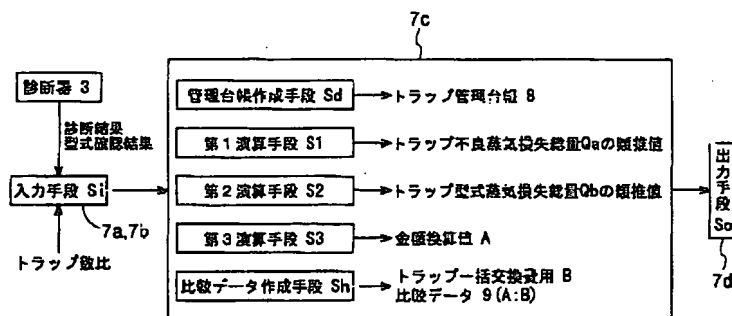 7c
診断器 3
診断結果
型式確認結果
入力手段 Si
7a,7b
トラップ数比
管理台帳作成手段 Sd
トラップ管理台帳 B
第1演算手段 S1
トラップ不良蒸気損失総量Qaの類推値
第2演算手段 S2
トラップ型式蒸気損失総量Qbの類推値
第3演算手段 S3
金額換算値 A
比較データ作成手段 Sh
トラップ一括交換費用 B
比較データ 9(A:B)
出力手段 So
7d